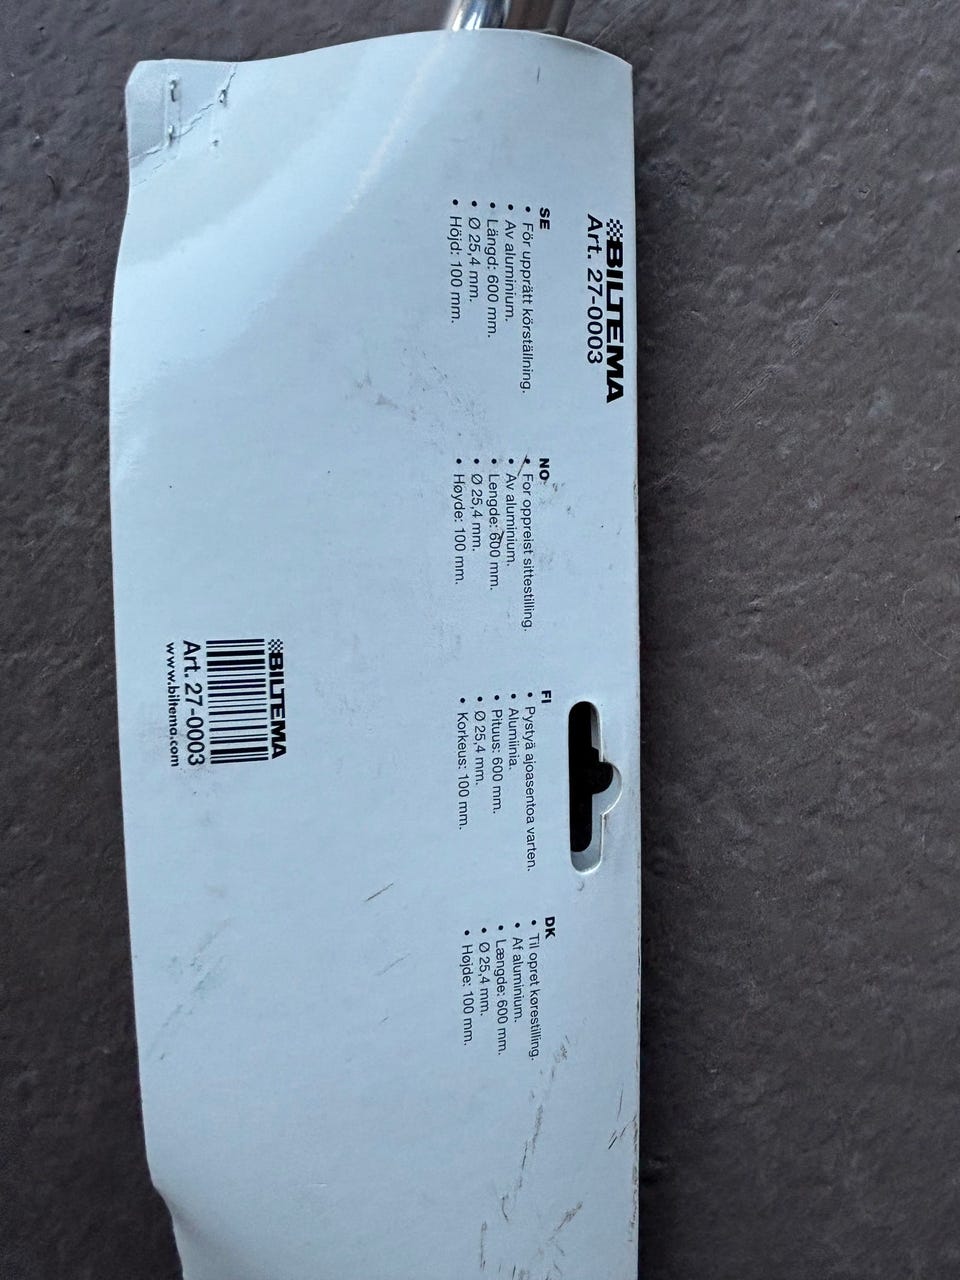 BILTEMA
Art. 27-0003
SE
• För upprätt körställning.
• Av aluminium.
• Längd: 600 mm.
• Ø 25,4 mm.
• Höjd: 100 mm.
NO
• For oppreist sittestilling.
• Av aluminium.
• Lengde: 600 mm.
• Ø 25,4 mm.
• Høyde: 100 mm.
FI
• Pystyä ajoasentoa varten.
• Alumiinia.
• Pituus: 600 mm.
• Ø 25,4 mm.
• Korkeus: 100 mm.
DK
• Til opret kørestilling.
• Af aluminium.
• Længde: 600 mm.
• Ø 25,4 mm.
• Højde: 100 mm.
BILTEMA
Art. 27-0003
www.biltema.com